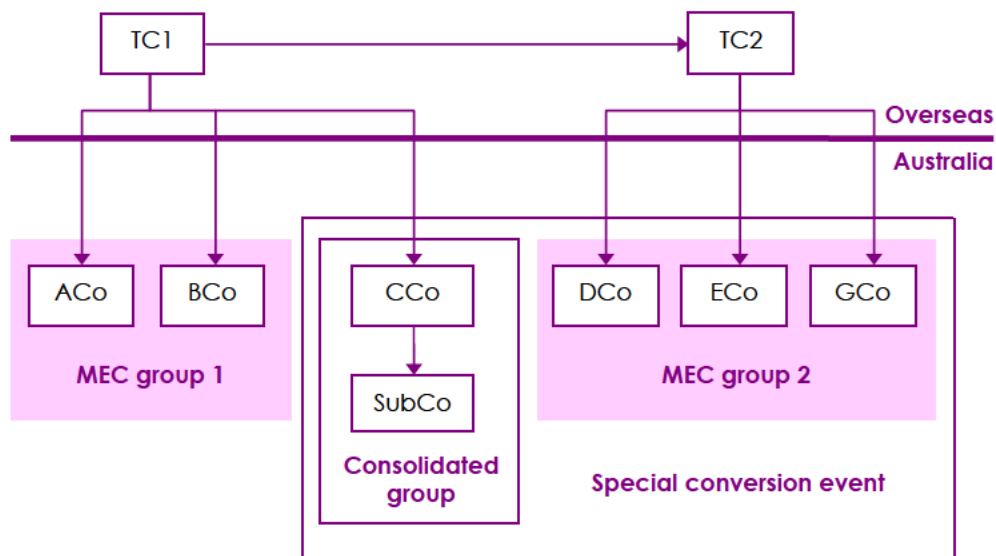 TC1
TC2
Overseas
Australia
ACo
BCo
CCo
DCo
ECo
GCo
MEC group 1
MEC group 2
SubCo
Consolidated
group
Special conversion event